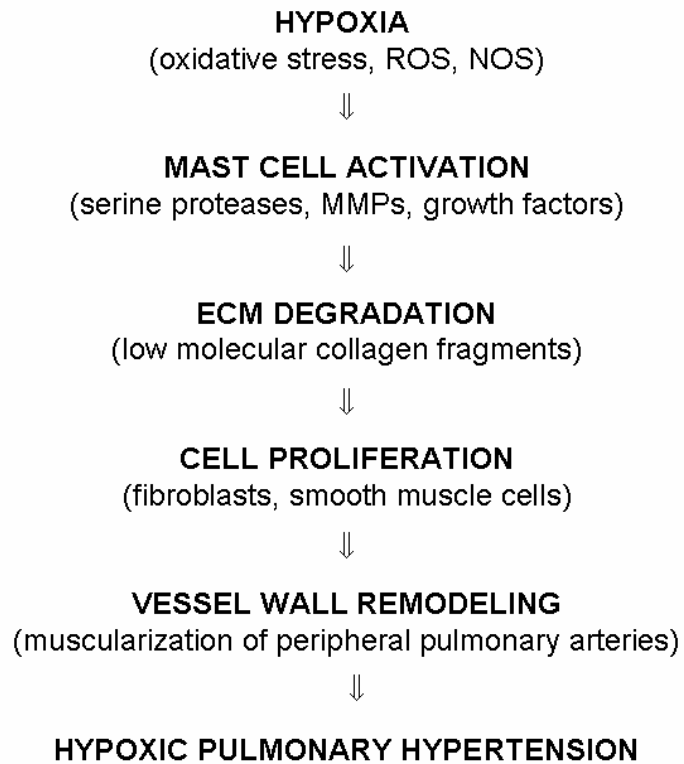 HYPOXIA
(oxidative stress, ROS, NOS)
⇓
MAST CELL ACTIVATION
(serine proteases, MMPs, growth factors)
⇓
ECM DEGRADATION
(low molecular collagen fragments)
⇓
CELL PROLIFERATION
(fibroblasts, smooth muscle cells)
⇓
VESSEL WALL REMODELING
(muscularization of peripheral pulmonary arteries)
⇓
HYPOXIC PULMONARY HYPERTENSION